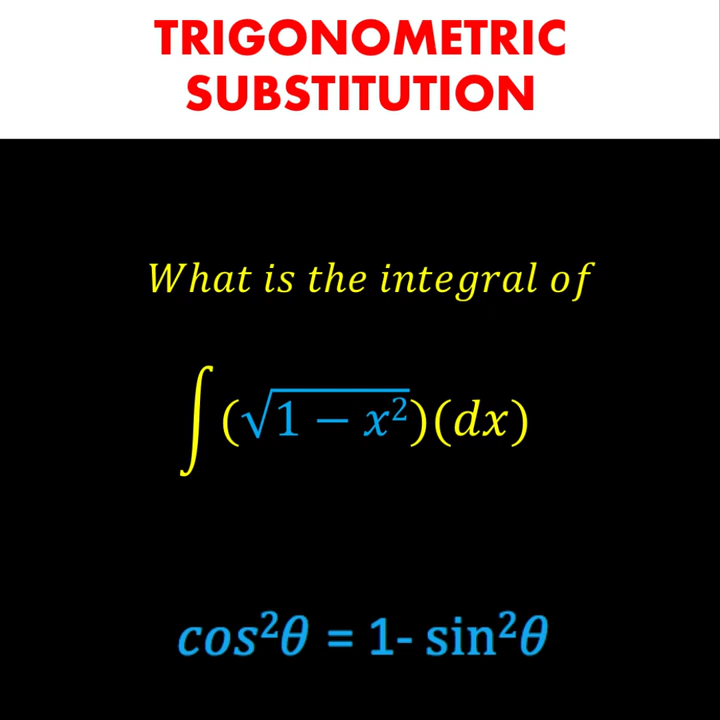 TRIGONOMETRIC
SUBSTITUTION
What is the integral of
∫(√1 − x²)(dx)
cos²θ = 1- sin²θ